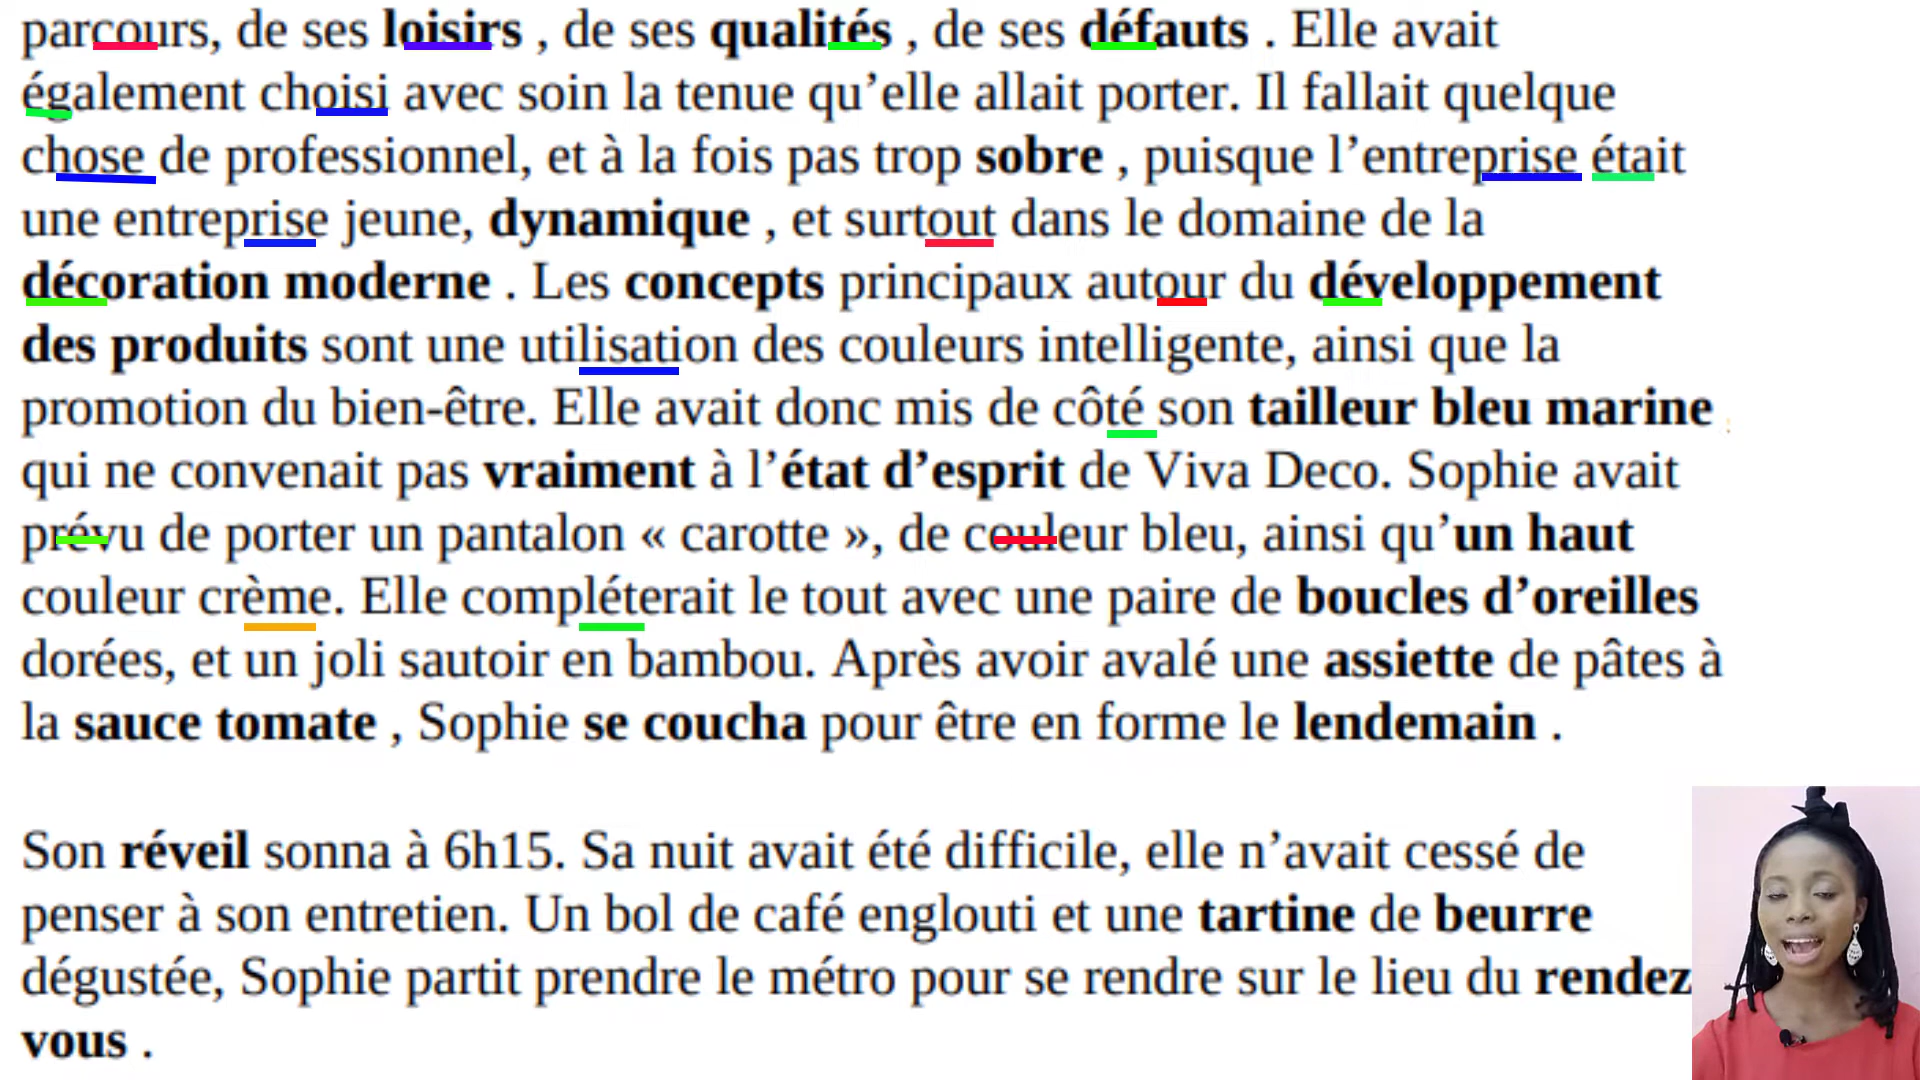 parcours, de ses loisirs , de ses qualités , de ses défauts . Elle avait
également choisi avec soin la tenue qu’elle allait porter. Il fallait quelque
chose de professionnel, et à la fois pas trop sobre , puisque l’entreprise était
une entreprise jeune, dynamique , et surtout dans le domaine de la
décoration moderne . Les concepts principaux autour du développement
des produits sont une utilisation des couleurs intelligente, ainsi que la
promotion du bien-être. Elle avait donc mis de côté son tailleur bleu marine
qui ne convenait pas vraiment à l’état d’esprit de Viva Deco. Sophie avait
prévu de porter un pantalon « carotte », de couleur bleu, ainsi qu’un haut
couleur crème. Elle compléterait le tout avec une paire de boucles d’oreilles
dorées, et un joli sautoir en bambou. Après avoir avalé une assiette de pâtes à
la sauce tomate , Sophie se coucha pour être en forme le lendemain .
Son réveil sonna à 6h15. Sa nuit avait été difficile, elle n’avait cessé de
penser à son entretien. Un bol de café englouti et une tartine de beurre
dégustée, Sophie partit prendre le métro pour se rendre sur le lieu du rendez
vous .